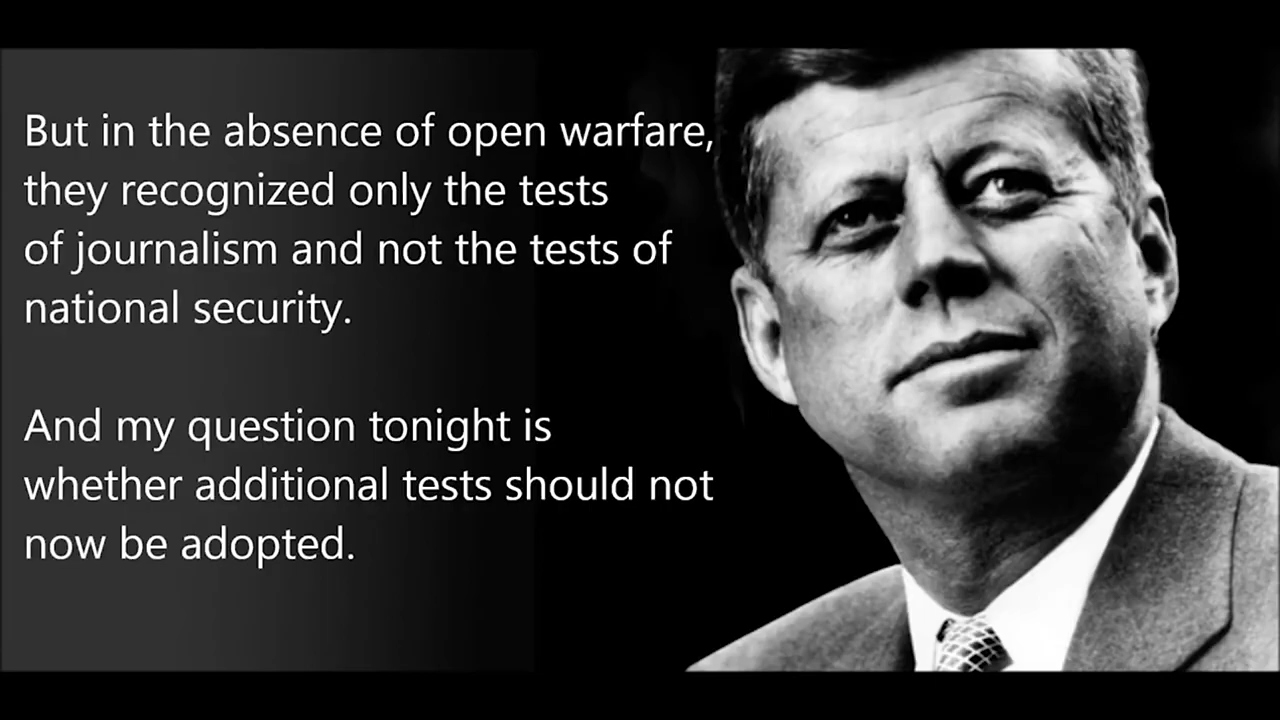 But in the absence of open warfare,
they recognized only the tests
of journalism and not the tests of
national security.
And my question tonight is
whether additional tests should not
now be adopted.